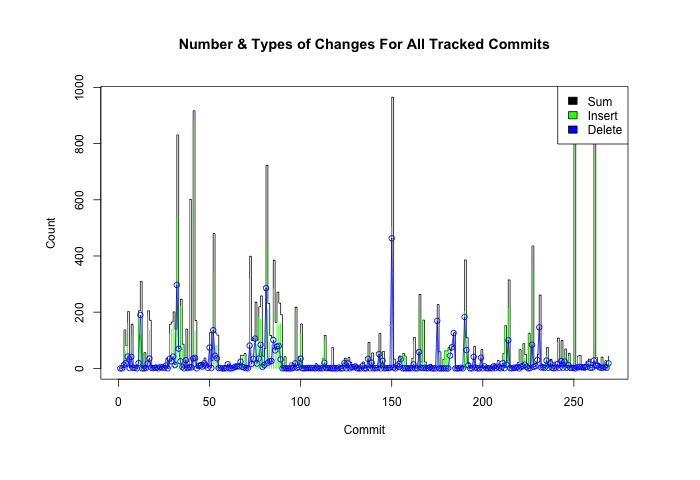 Number & Types of Changes For All Tracked Commits
1000
800
600
400
200
0
Count
Sum
Insert
Delete
0 50 100 150 200 250
Commit